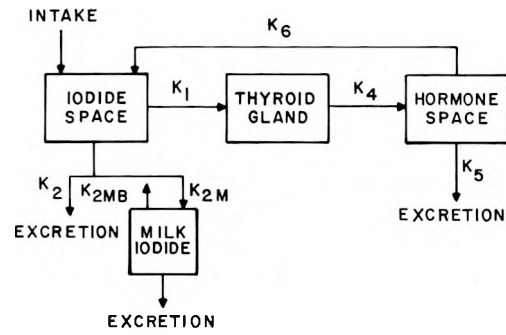 INTAKE
K6
IODIDE
SPACE
K1
THYROID
GLAND
K4
HORMONE
SPACE
K2
K2MB
K2M
K5
EXCRETION
MILK
IODIDE
EXCRETION
EXCRETION